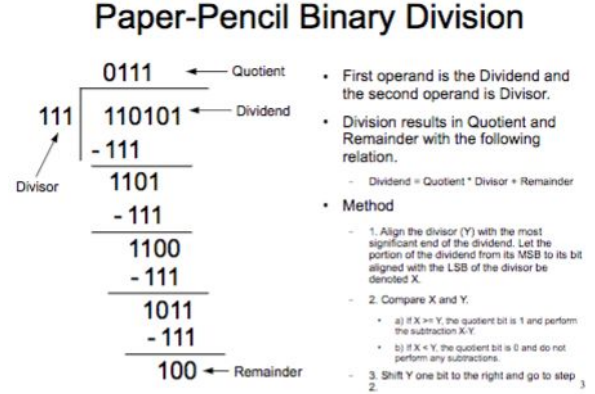 Paper-Pencil Binary Division
0111
Quotient
111
110101
Dividend
- 111
Divisor
1101
- 111
1100
- 111
1011
- 111
100
Remainder
• First operand is the Dividend and
the second operand is Divisor.
• Division results in Quotient and
Remainder with the following
relation.
- Dividend = Quotient * Divisor + Remainder
• Method
- 1. Align the divisor (Y) with the most
significant end of the dividend. Let the
portion of the dividend from its MSB to its bit
aligned with the LSB of the divisor be
denoted X.
- 2. Compare X and Y.
• a) If X >= Y, the quotient bit is 1 and perform
the subtraction X-Y.
• b) If X < Y, the quotient bit is 0 and do not
perform any subtractions.
- 3. Shift Y one bit to the right and go to step
2.
3